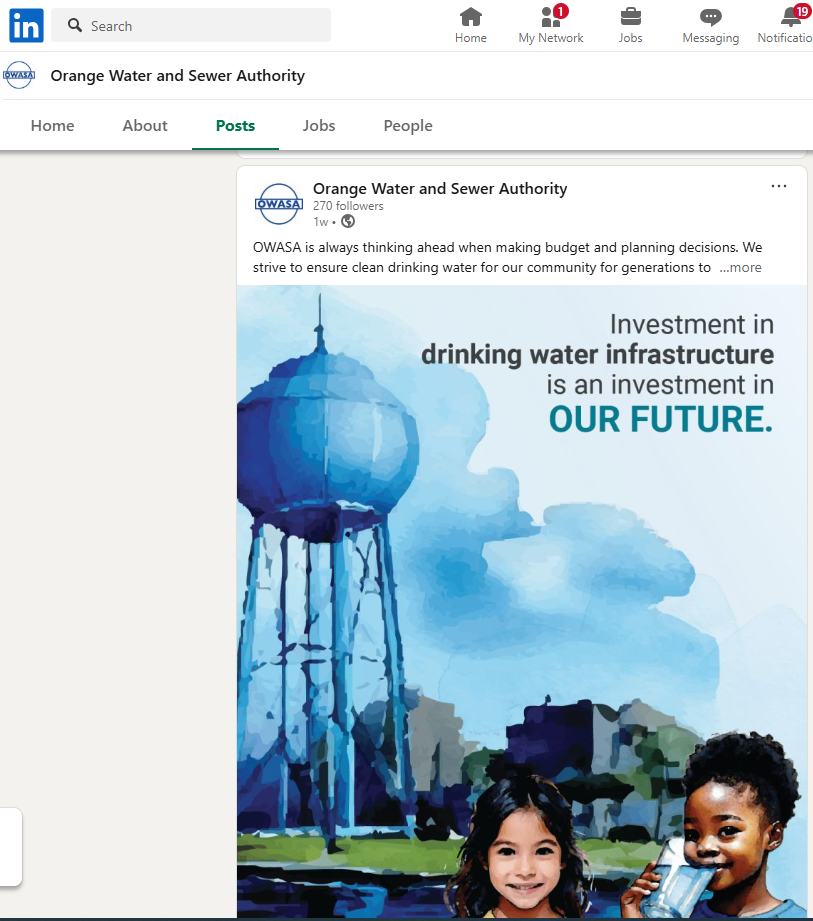 in
Search
Home
My Network
1
Jobs
Messaging
Notificatio
19
OWASA
Orange Water and Sewer Authority
Home
About
Posts
Jobs
People
OWASA
Orange Water and Sewer Authority
270 followers
1w •
OWASA is always thinking ahead when making budget and planning decisions. We
strive to ensure clean drinking water for our community for generations to ...more
Investment in
drinking water infrastructure
is an investment in
OUR FUTURE.